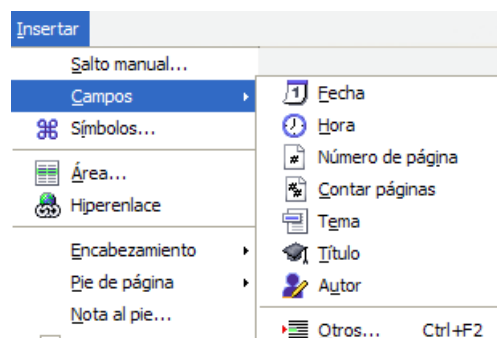 Insertar
Salto manual...
Campos
Símbolos...
Área...
Hiperenlace
Encabezamiento
Pie de página
Nota al pie...
Fecha
Hora
Número de página
Contar páginas
Tema
Título
Autor
Otros... Ctrl+F2